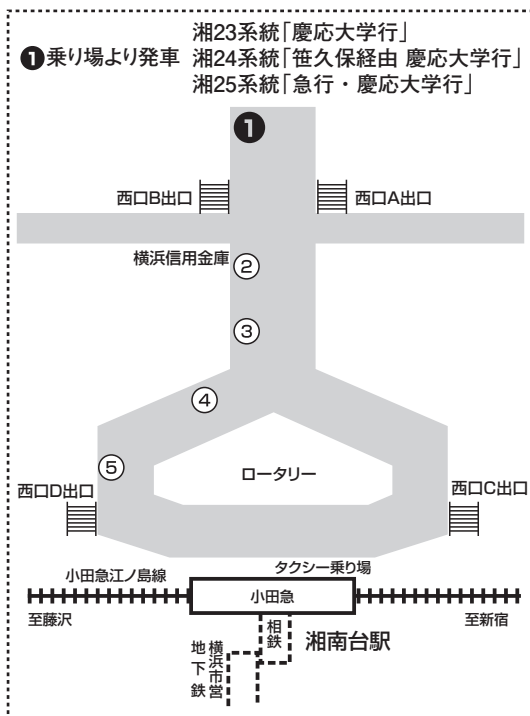 湘23系統「慶応大学行」
❶乗り場より発車 湘24系統「笹久保経由 慶応大学行」
湘25系統「急行・慶応大学行」
❶
西口B出口
西口A出口
横浜信用金庫
②
③
④
⑤
ロータリー
西口D出口
西口C出口
小田急江ノ島線
タクシー乗り場
小田急
至藤沢
至新宿
相鉄
湘南台駅
横浜市営
地下鉄